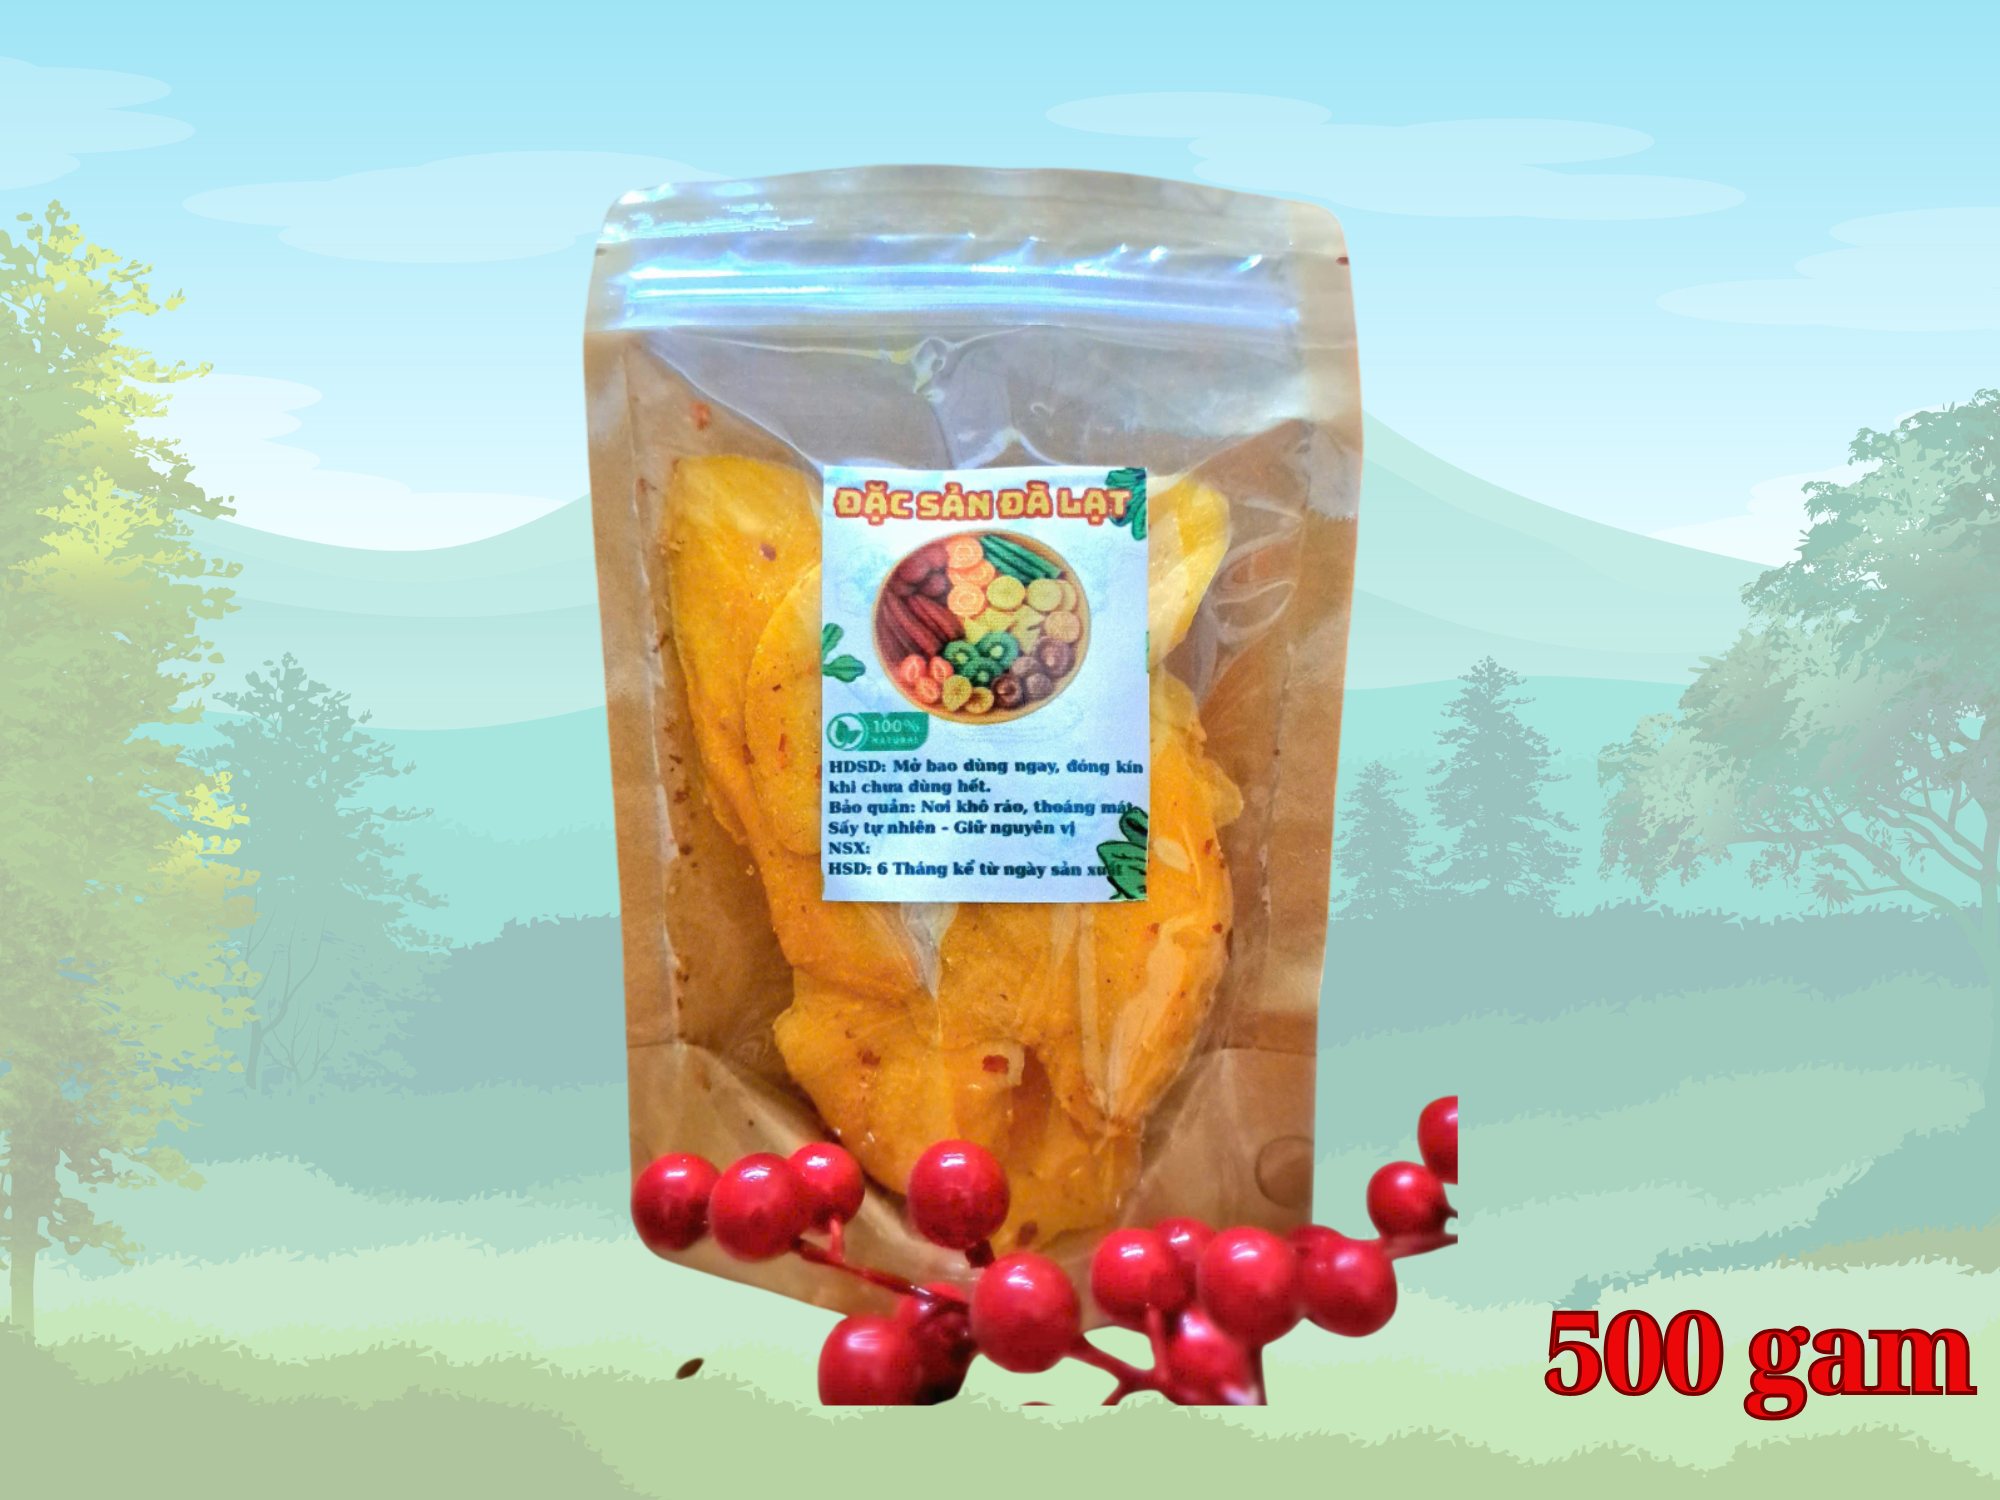 ĐẶC SẢN ĐÀ LẠT
100%
NATURAL
HDSD: Mở bao dùng ngay, đóng kín
khi chưa dùng hết.
Bảo quản: Nơi khô ráo, thoáng mát
Sấy tự nhiên - Giữ nguyên vị
NSX:
HSD: 6 Tháng kể từ ngày sản xuất
500 gam